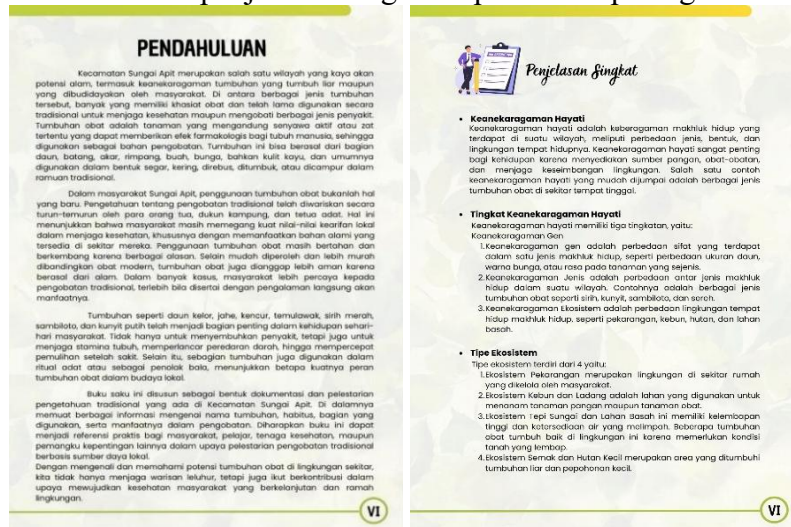 PENDAHULUAN
Kecamatan Sungai Apit merupakan salah satu wilayah yang kaya akan
potensi alam, termasuk keanekaragaman tumbuhan yang tumbuh liar maupun
yang dibudidayakan oleh masyarakat. Di antara berbagai jenis tumbuhan
tersebut, banyak yang memiliki khasiat obat dan telah lama digunakan secara
tradisional untuk menjaga kesehatan maupun mengobati berbagai jenis penyakit.
Tumbuhan obat adalah tanaman yang mengandung senyawa aktif atau zat
tertentu yang dapat memberikan efek farmakologis bagi tubuh manusia, sehingga
digunakan sebagai bahan pengobatan. Tumbuhan ini bisa berasal dari bagian
daun, batang, akar, rimpang, buah, bunga, bahkan kulit kayu, dan umumnya
digunakan dalam bentuk segar, kering, direbus, ditumbuk, atau dicampur dalam
ramuan tradisional.
Dalam masyarakat Sungai Apit, penggunaan tumbuhan obat bukanlah hal
yang baru. Pengetahuan tentang pengobatan tradisional telah diwariskan secara
turun-temurun oleh para orang tua, dukun kampung, dan tetua adat. Hal ini
menunjukkan bahwa masyarakat masih memegang kuat nilai-nilai kearifan lokal
dalam menjaga kesehatan, khususnya dengan memanfaatkan bahan alami yang
tersedia di sekitar mereka. Penggunaan tumbuhan obat masih bertahan dan
berkembang karena berbagai alasan. Selain mudah diperoleh dan lebih murah
dibandingkan obat modern, tumbuhan obat juga dianggap lebih aman karena
berasal dari alam. Dalam banyak kasus, masyarakat lebih percaya kepada
pengobatan tradisional, terlebih bila disertai dengan pengalaman langsung akan
manfaatnya.
Tumbuhan seperti daun kelor, jahe, kencur, temulawak, sirih merah,
sambiloto, dan kunyit putih telah menjadi bagian penting dalam kehidupan sehari-
hari masyarakat. Tidak hanya untuk menyembuhkan penyakit, tetapi juga untuk
menjaga stamina tubuh, memperlancar peredaran darah, hingga mempercepat
pemulihan setelah sakit. Selain itu, sebagian tumbuhan juga digunakan dalam
ritual adat atau sebagai penolak bala, menunjukkan betapa kuatnya peran
tumbuhan obat dalam budaya lokal.
Buku saku ini disusun sebagai bentuk dokumentasi dan pelestarian
pengetahuan tradisional yang ada di Kecamatan Sungai Apit. Di dalamnya
memuat berbagai informasi mengenai nama tumbuhan, habitus, bagian yang
digunakan, serta manfaatnya dalam pengobatan. Diharapkan buku ini dapat
menjadi referensi praktis bagi masyarakat, pelajar, tenaga kesehatan, maupun
pemangku kepentingan lainnya dalam upaya pelestarian pengobatan tradisional
berbasis sumber daya lokal.
Dengan mengenali dan memahami potensi tumbuhan obat di lingkungan sekitar,
kita tidak hanya menjaga warisan leluhur, tetapi juga ikut berkontribusi dalam
upaya mewujudkan kesehatan masyarakat yang berkelanjutan dan ramah
lingkungan.
VI
Penjelasan Singkat
• Keanekaragaman Hayati
Keanekaragaman hayati adalah keberagaman makhluk hidup yang
terdapat di suatu wilayah, meliputi perbedaan jenis, bentuk, dan
lingkungan tempat hidupnya. Keanekaragaman hayati sangat penting
bagi kehidupan karena menyediakan sumber pangan, obat-obatan,
dan menjaga keseimbangan lingkungan. Salah satu contoh
keanekaragaman hayati yang mudah dijumpai adalah berbagai jenis
tumbuhan obat di sekitar tempat tinggal.
• Tingkat Keanekaragaman Hayati
Keanekaragaman hayati memiliki tiga tingkatan, yaitu:
Keanekaragaman Gen
1. Keanekaragaman gen adalah perbedaan sifat yang terdapat
dalam satu jenis makhluk hidup, seperti perbedaan ukuran daun,
warna bunga, atau rasa pada tanaman yang sejenis.
2. Keanekaragaman Jenis adalah perbedaan antar jenis makhluk
hidup dalam suatu wilayah. Contohnya adalah berbagai jenis
tumbuhan obat seperti sirih, kunyit, sambiloto, dan sereh.
3. Keanekaragaman Ekosistem adalah perbedaan lingkungan tempat
hidup makhluk hidup, seperti pekarangan, kebun, hutan, dan lahan
basah.
• Tipe Ekosistem
Tipe ekosistem terdiri dari 4 yaitu:
1. Ekosistem Pekarangan merupakan lingkungan di sekitar rumah
yang dikelola oleh masyarakat.
2. Ekosistem Kebun dan Ladang adalah lahan yang digunakan untuk
menanam tanaman pangan maupun tanaman obat.
3. Ekosistem Tepi Sungai dan Lahan Basah ini memiliki kelembapan
tinggi dan ketersediaan air yang melimpah. Beberapa tumbuhan
obat tumbuh baik di lingkungan ini karena memerlukan kondisi
tanah yang lembap.
4. Ekosistem Semak dan Hutan Kecil merupakan area yang ditumbuhi
tumbuhan liar dan pepohonan kecil.
VI